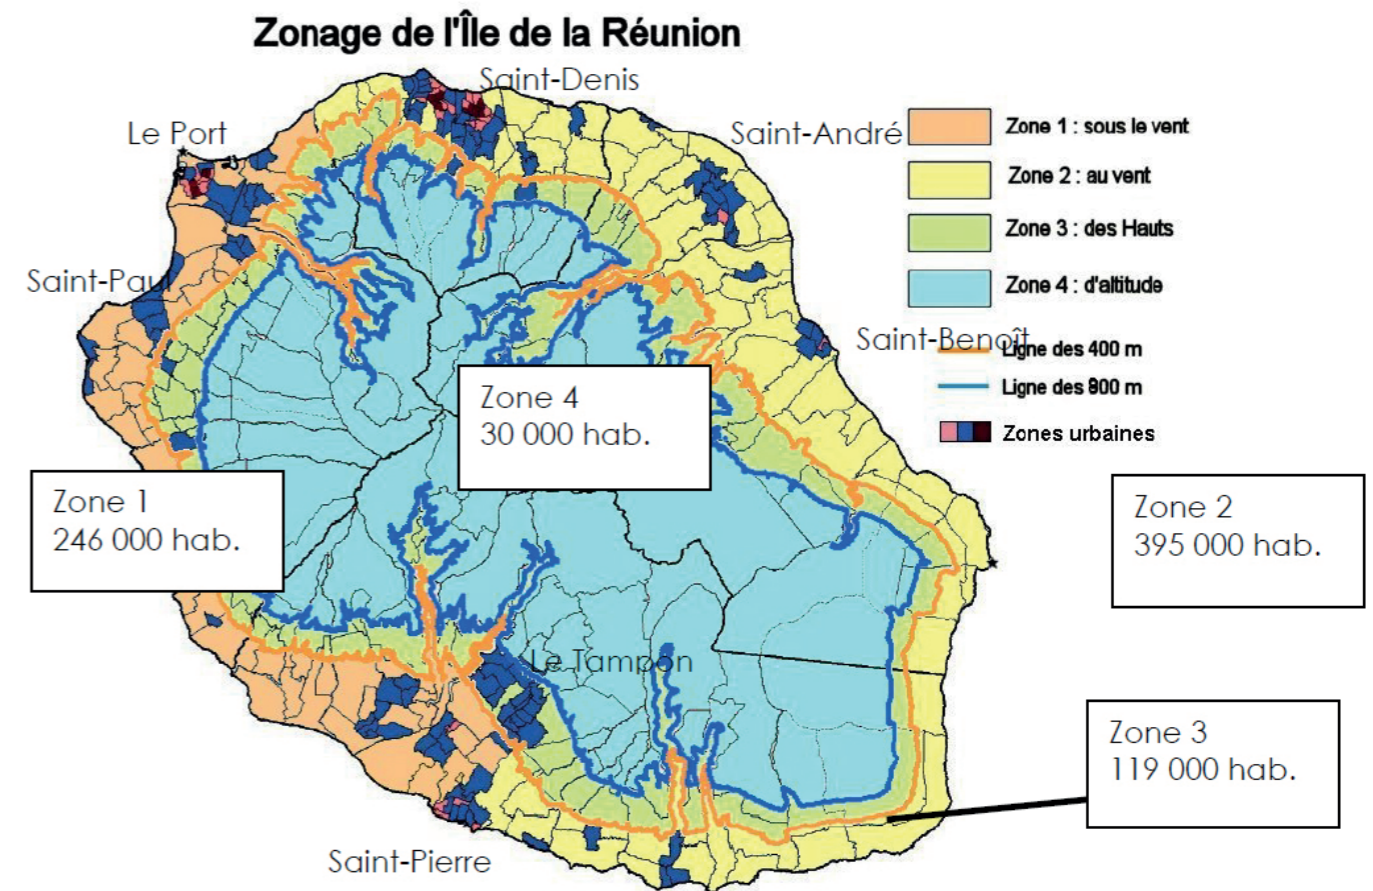 Zonage de l'Île de la Réunion
Saint-Denis
Le Port
Saint-André
Zone 1 : sous le vent
Zone 2 : au vent
Zone 3 : des Hauts
Zone 4 : d'altitude
Saint-Paul
Saint-Benoît
Ligne des 400 m
Ligne des 800 m
Zones urbaines
Zone 4
30 000 hab.
Zone 1
246 000 hab.
Zone 2
395 000 hab.
Le Tampon
Zone 3
119 000 hab.
Saint-Pierre